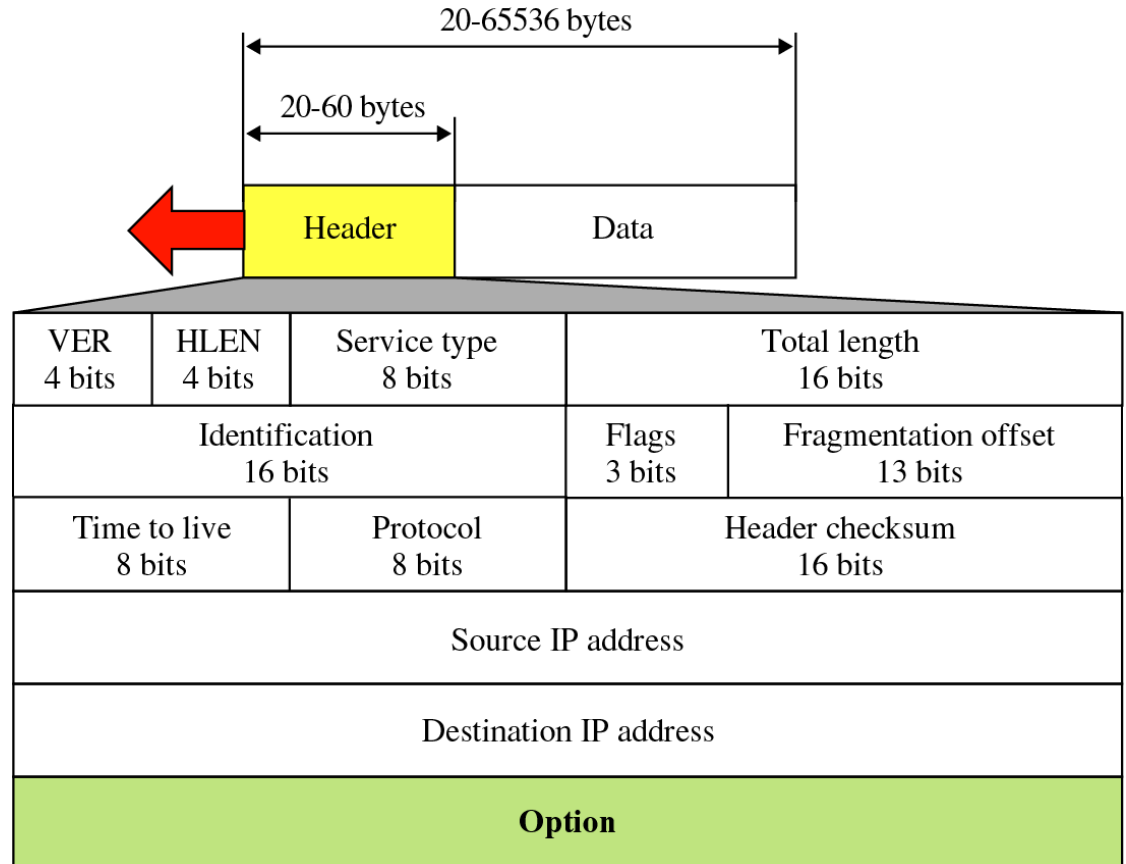 20-65536 bytes
20-60 bytes
Header
Data
VER
4 bits
HLEN
4 bits
Service type
8 bits
Total length
16 bits
Identification
16 bits
Flags
3 bits
Fragmentation offset
13 bits
Time to live
8 bits
Protocol
8 bits
Header checksum
16 bits
Source IP address
Destination IP address
Option